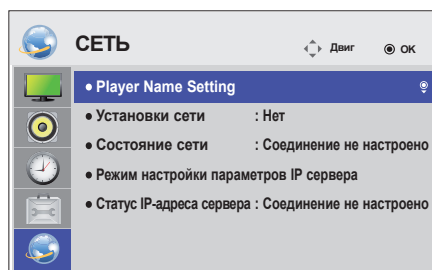 СЕТЬ
Двиг ОК
• Player Name Setting
• Установки сети : Нет
• Состояние сети : Соединение не настроено
• Режим настройки параметров IP сервера
• Статус IP-адреса сервера : Соединение не настроено